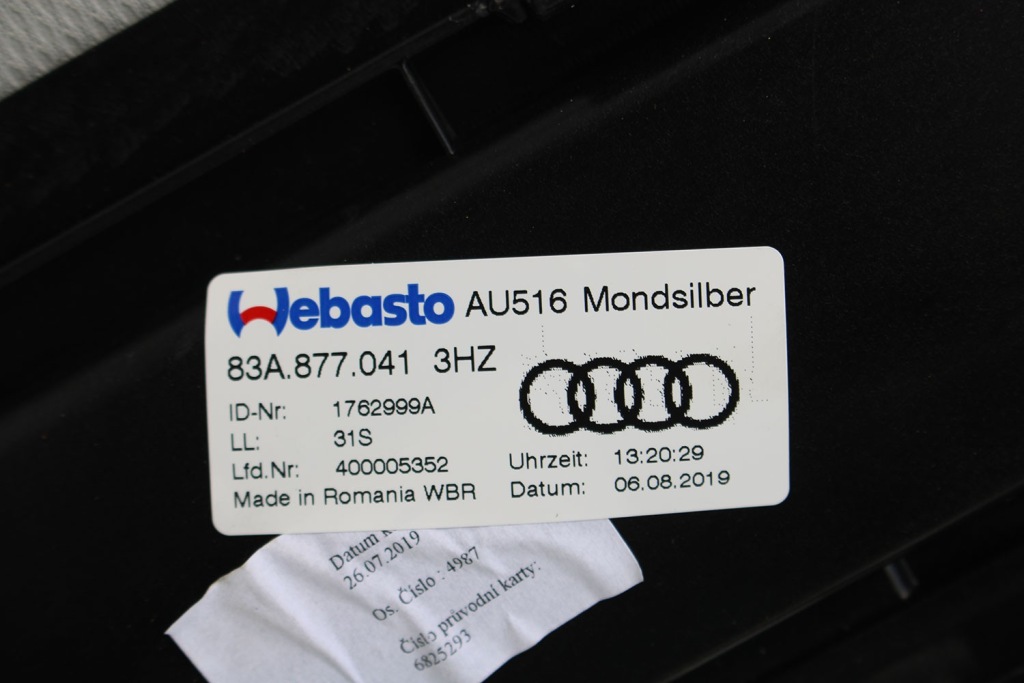 Webasto AU516 Mondsilber
83A.877.041 3HZ
ID-Nr: 1762999A
LL: 31S
Lfd.Nr: 400005352
Made in Romania WBR
Uhrzeit: 13:20:29
Datum: 06.08.2019
Datum
26.07.2019
Os. Číslo : 4987
Číslo průvodní karty:
6825293